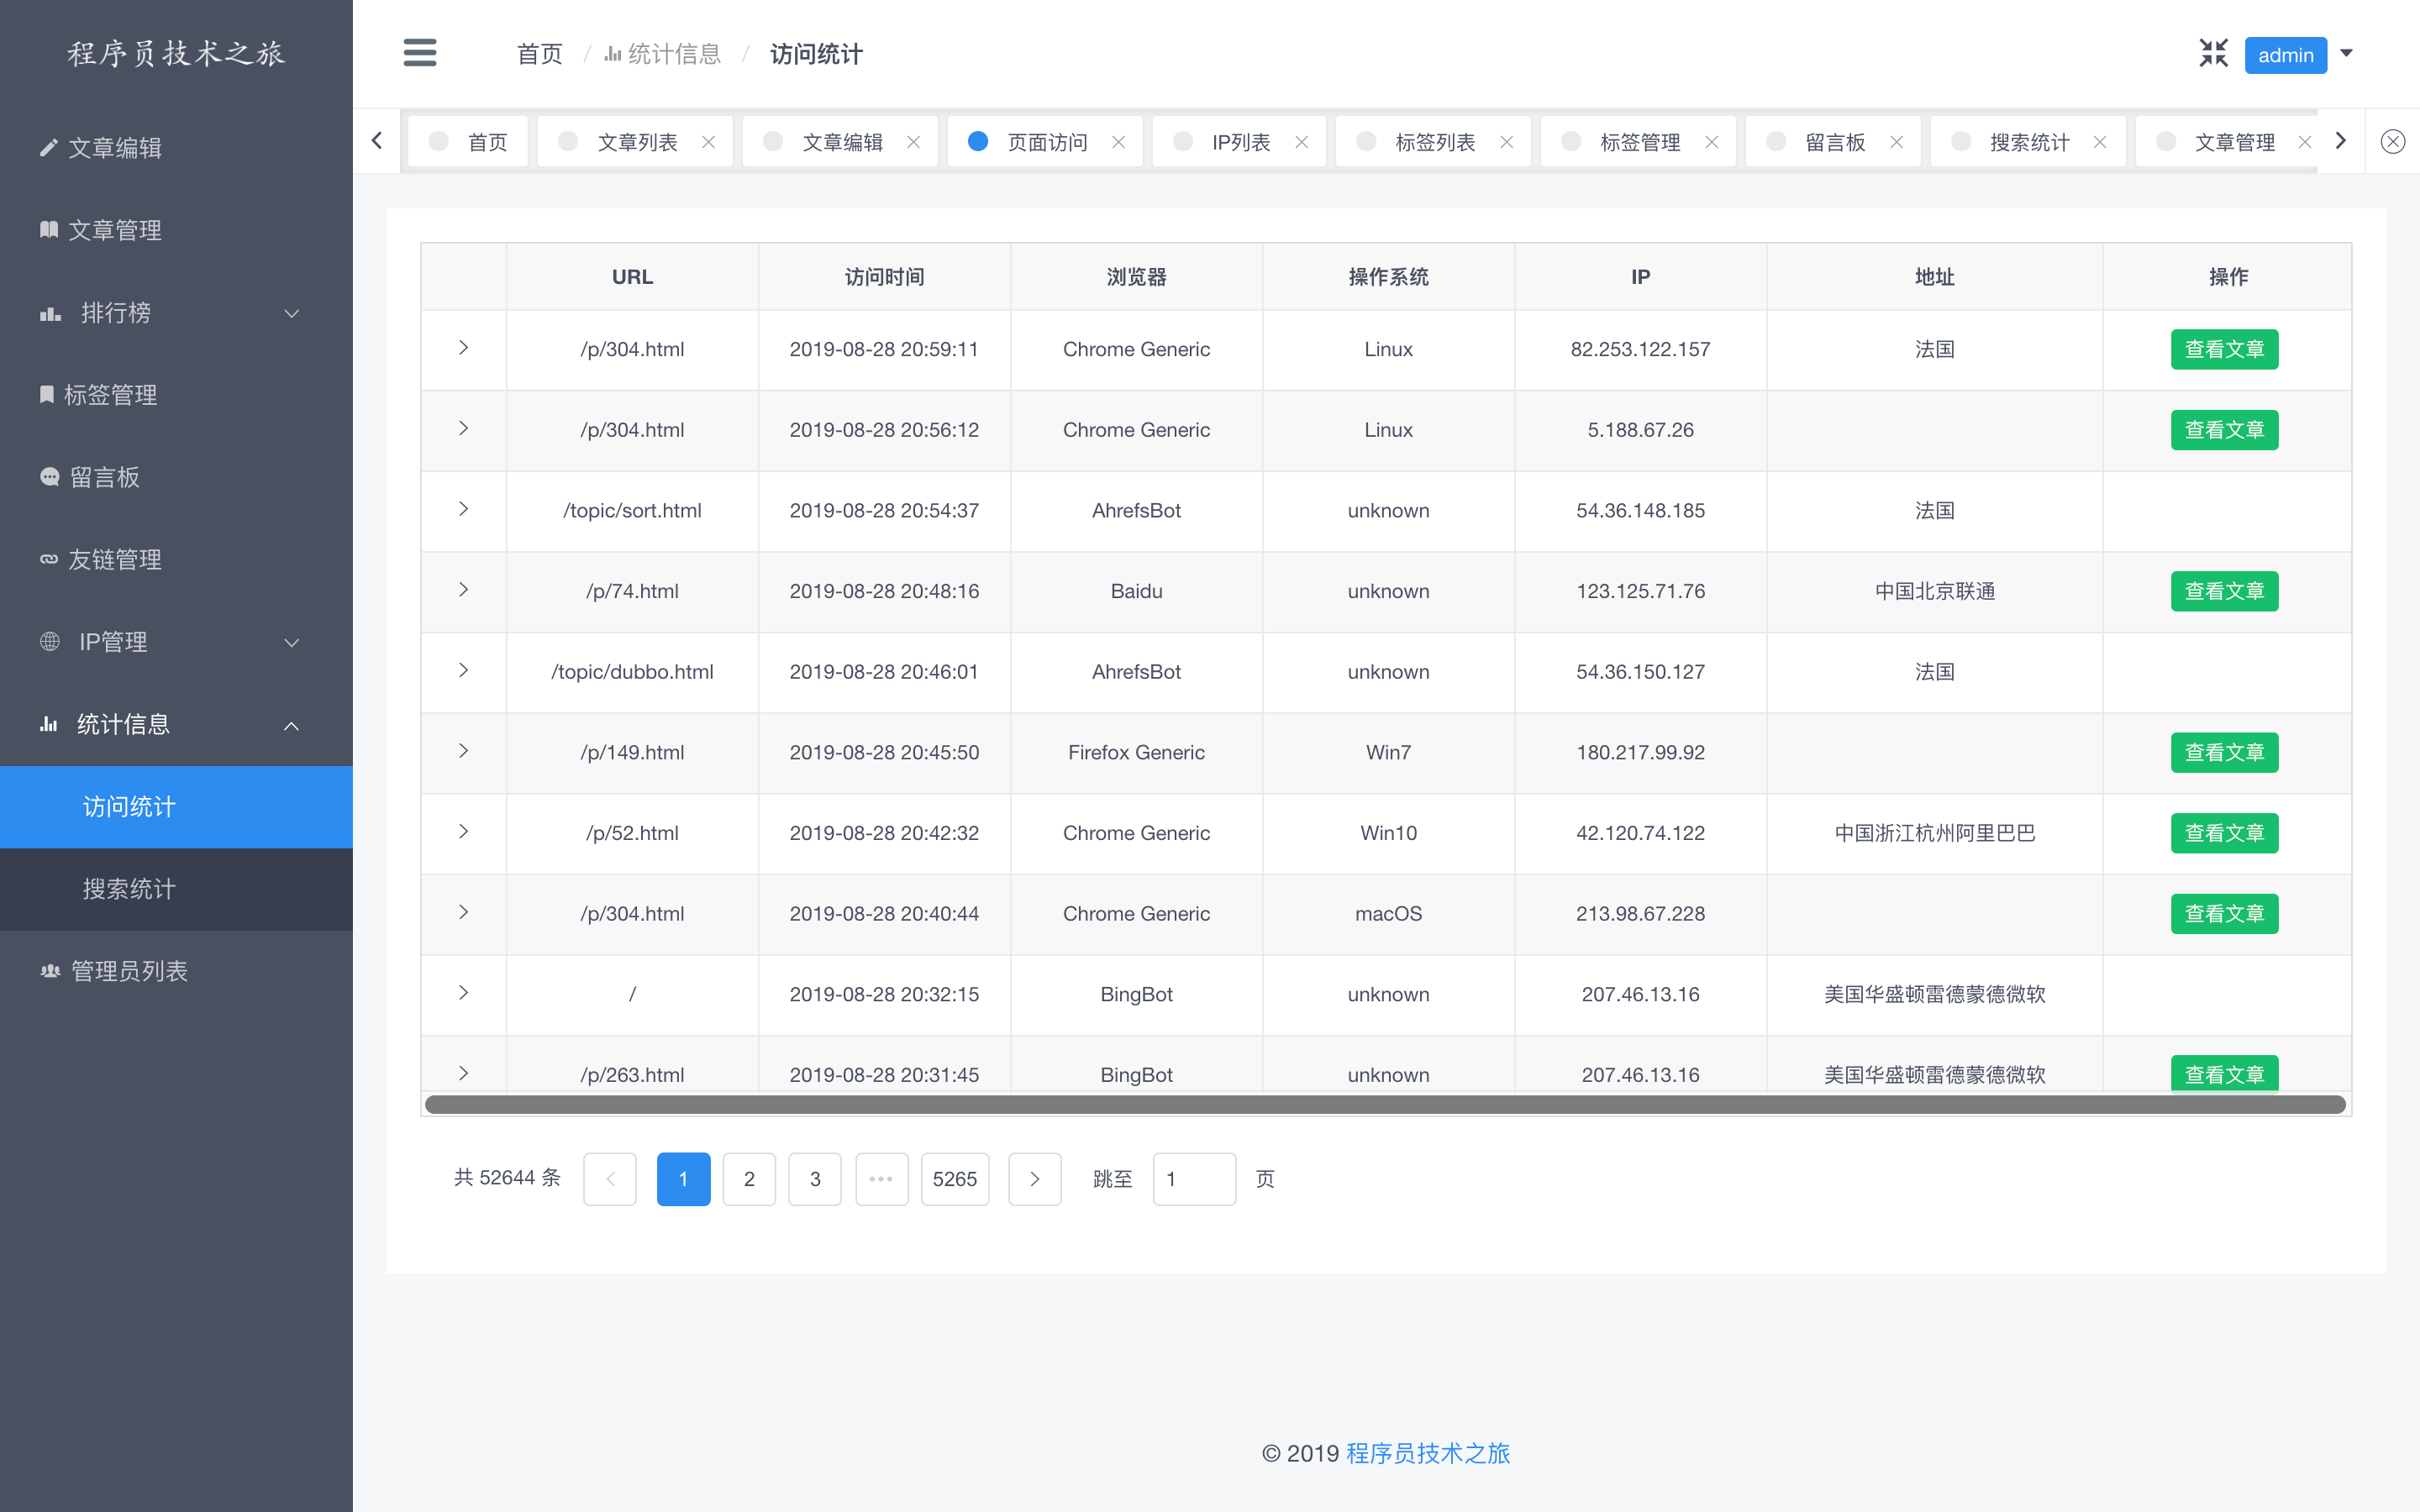 程序员技术之旅
文章编辑
文章管理
排行榜
标签管理
留言板
友链管理
IP管理
统计信息
访问统计
搜索统计
管理员列表
首页 / 统计信息 / 访问统计
admin
首页 文章列表 文章编辑 页面访问 IP列表 标签列表 标签管理 留言板 搜索统计 文章管理
URL 访问时间 浏览器 操作系统 IP 地址 操作
/p/304.html 2019-08-28 20:59:11 Chrome Generic Linux 82.253.122.157 法国 查看文章
/p/304.html 2019-08-28 20:56:12 Chrome Generic Linux 5.188.67.26 查看文章
/topic/sort.html 2019-08-28 20:54:37 AhrefsBot unknown 54.36.148.185 法国
/p/74.html 2019-08-28 20:48:16 Baidu unknown 123.125.71.76 中国北京联通 查看文章
/topic/dubbo.html 2019-08-28 20:46:01 AhrefsBot unknown 54.36.150.127 法国
/p/149.html 2019-08-28 20:45:50 Firefox Generic Win7 180.217.99.92 查看文章
/p/52.html 2019-08-28 20:42:32 Chrome Generic Win10 42.120.74.122 中国浙江杭州阿里巴巴 查看文章
/p/304.html 2019-08-28 20:40:44 Chrome Generic macOS 213.98.67.228 查看文章
/ 2019-08-28 20:32:15 BingBot unknown 207.46.13.16 美国华盛顿雷德蒙德微软
/p/263.html 2019-08-28 20:31:45 BingBot unknown 207.46.13.16 美国华盛顿雷德蒙德微软 查看文章
共 52644 条 1 2 3 ••• 5265 跳至 1 页
© 2019 程序员技术之旅